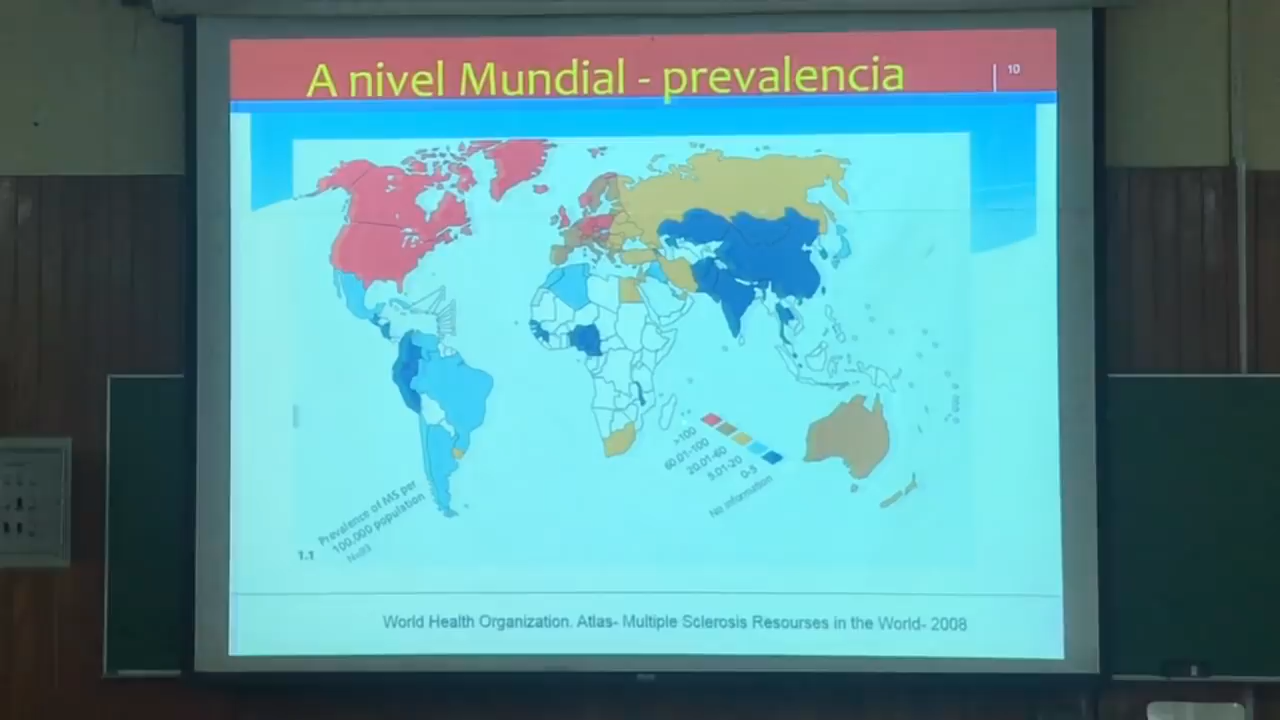 A nivel Mundial - prevalencia
10
>100
60.01-100
20.01-60
5.01-20
0-5
No information
Prevalence of MS per
100,000 population
N=93
1.1
World Health Organization. Atlas- Multiple Sclerosis Resourses in the World- 2008